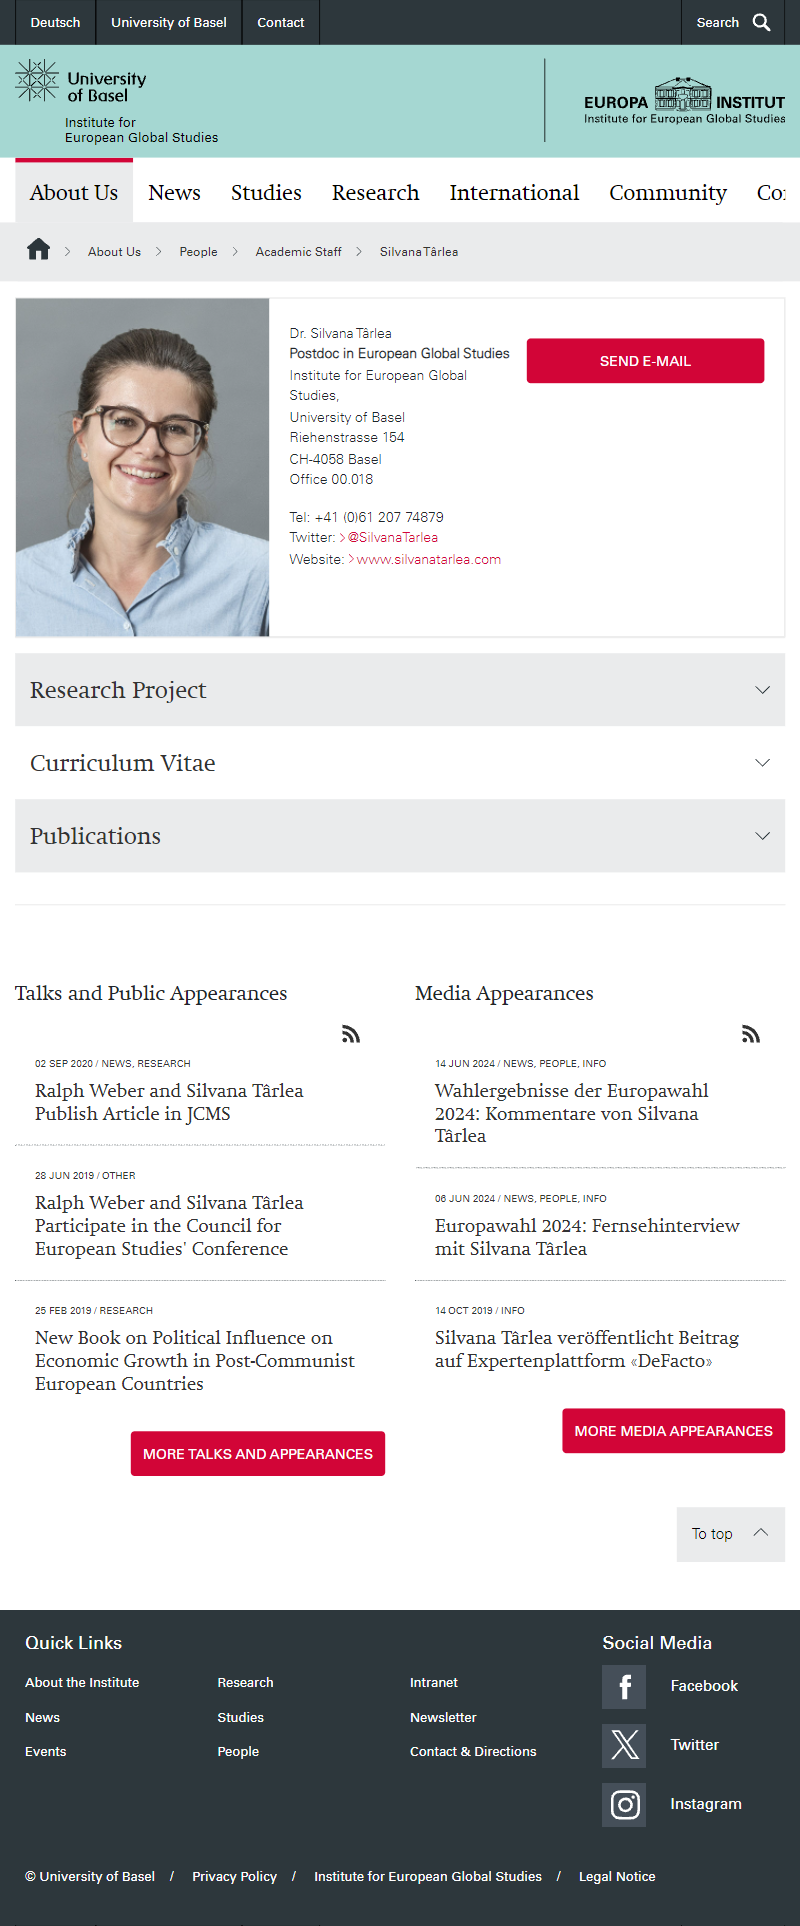 Deutsch
University of Basel
Contact
Search
University
of Basel
Institute for
European Global Studies
EUROPA INSTITUT
Institute for European Global Studies
About Us
News
Studies
Research
International
Community
About Us
People
Academic Staff
Silvana Târlea
Dr. Silvana Târlea
Postdoc in European Global Studies
Institute for European Global
Studies,
University of Basel
Riehenstrasse 154
CH-4058 Basel
Office 00.018
Tel: +41 (0)61 207 74879
Twitter: @SilvanaTarlea
Website: www.silvanatarlea.com
SEND E-MAIL
Research Project
Curriculum Vitae
Publications
Talks and Public Appearances
02 SEP 2020 / NEWS, RESEARCH
Ralph Weber and Silvana Târlea
Publish Article in JCMS
28 JUN 2019 / OTHER
Ralph Weber and Silvana Târlea
Participate in the Council for
European Studies' Conference
25 FEB 2019 / RESEARCH
New Book on Political Influence on
Economic Growth in Post-Communist
European Countries
MORE TALKS AND APPEARANCES
Media Appearances
14 JUN 2024 / NEWS, PEOPLE, INFO
Wahlergebnisse der Europawahl
2024: Kommentare von Silvana
Târlea
06 JUN 2024 / NEWS, PEOPLE, INFO
Europawahl 2024: Fernsehinterview
mit Silvana Târlea
14 OCT 2019 / INFO
Silvana Târlea veröffentlicht Beitrag
auf Expertenplattform «DeFacto»
MORE MEDIA APPEARANCES
To top
Quick Links
About the Institute
News
Events
Research
Studies
People
Intranet
Newsletter
Contact & Directions
Social Media
Facebook
Twitter
Instagram
© University of Basel / Privacy Policy / Institute for European Global Studies / Legal Notice